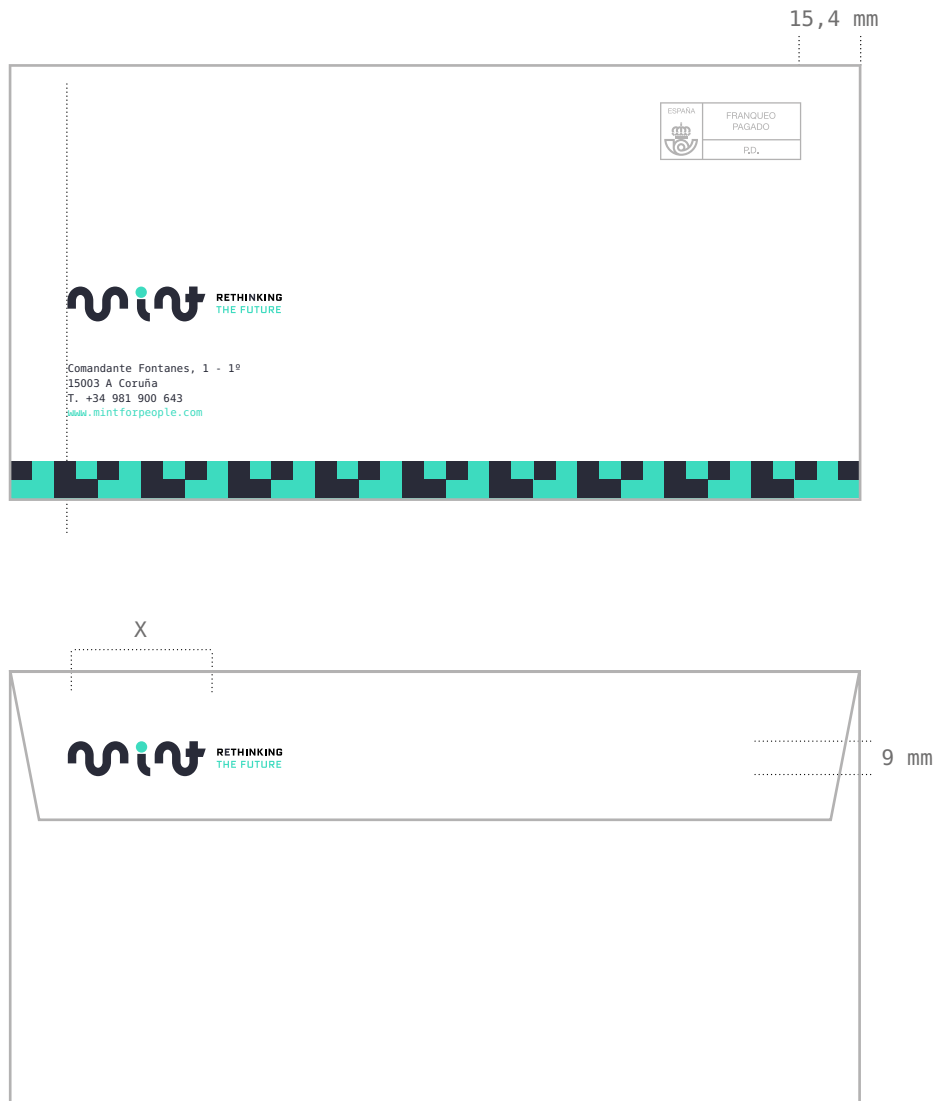 15,4 mm
ESPAÑA
FRANQUEO
PAGADO
P.D.
mint
RETHINKING
THE FUTURE
Comandante Fontanes, 1 - 1º
15003 A Coruña
T. +34 981 900 643
www.mintforpeople.com
X
mint
RETHINKING
THE FUTURE
9 mm